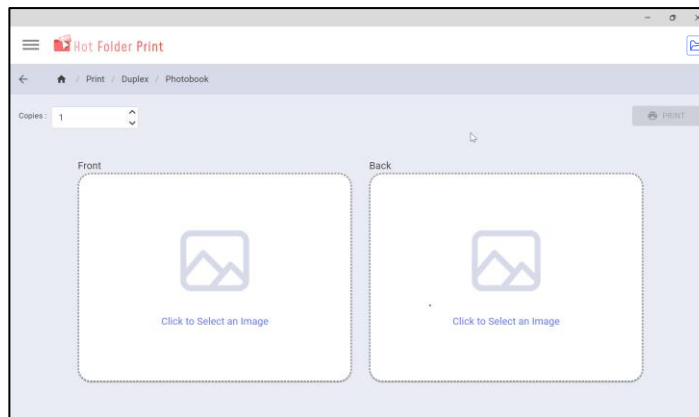 Hot Folder Print
Print / Duplex / Photobook
Copies : 1
PRINT
Front
Back
Click to Select an Image
Click to Select an Image